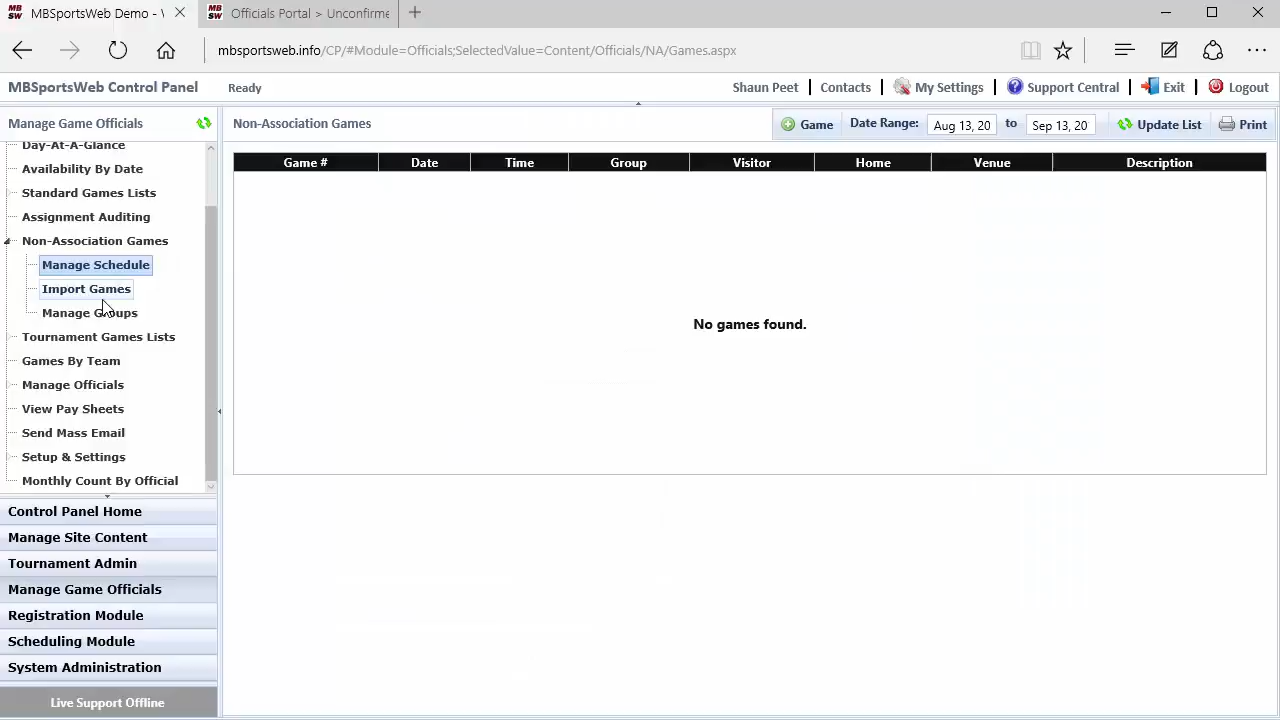 MBSportsWeb Demo - V
Officials Portal > Unconfirme
mbsportsweb.info/CP/#Module=Officials;SelectedValue=Content/Officials/NA/Games.aspx
MBSportsWeb Control Panel Ready Shaun Peet Contacts My Settings Support Central Exit Logout
Manage Game Officials
Non-Association Games
Game Date Range: Aug 13, 20 to Sep 13, 20 Update List Print
Day-At-A-Glance
Availability By Date
Standard Games Lists
Assignment Auditing
Non-Association Games
Manage Schedule
Import Games
Manage Groups
Tournament Games Lists
Games By Team
Manage Officials
View Pay Sheets
Send Mass Email
Setup & Settings
Monthly Count By Official
Control Panel Home
Manage Site Content
Tournament Admin
Manage Game Officials
Registration Module
Scheduling Module
System Administration
Live Support Offline
Game # Date Time Group Visitor Home Venue Description
No games found.